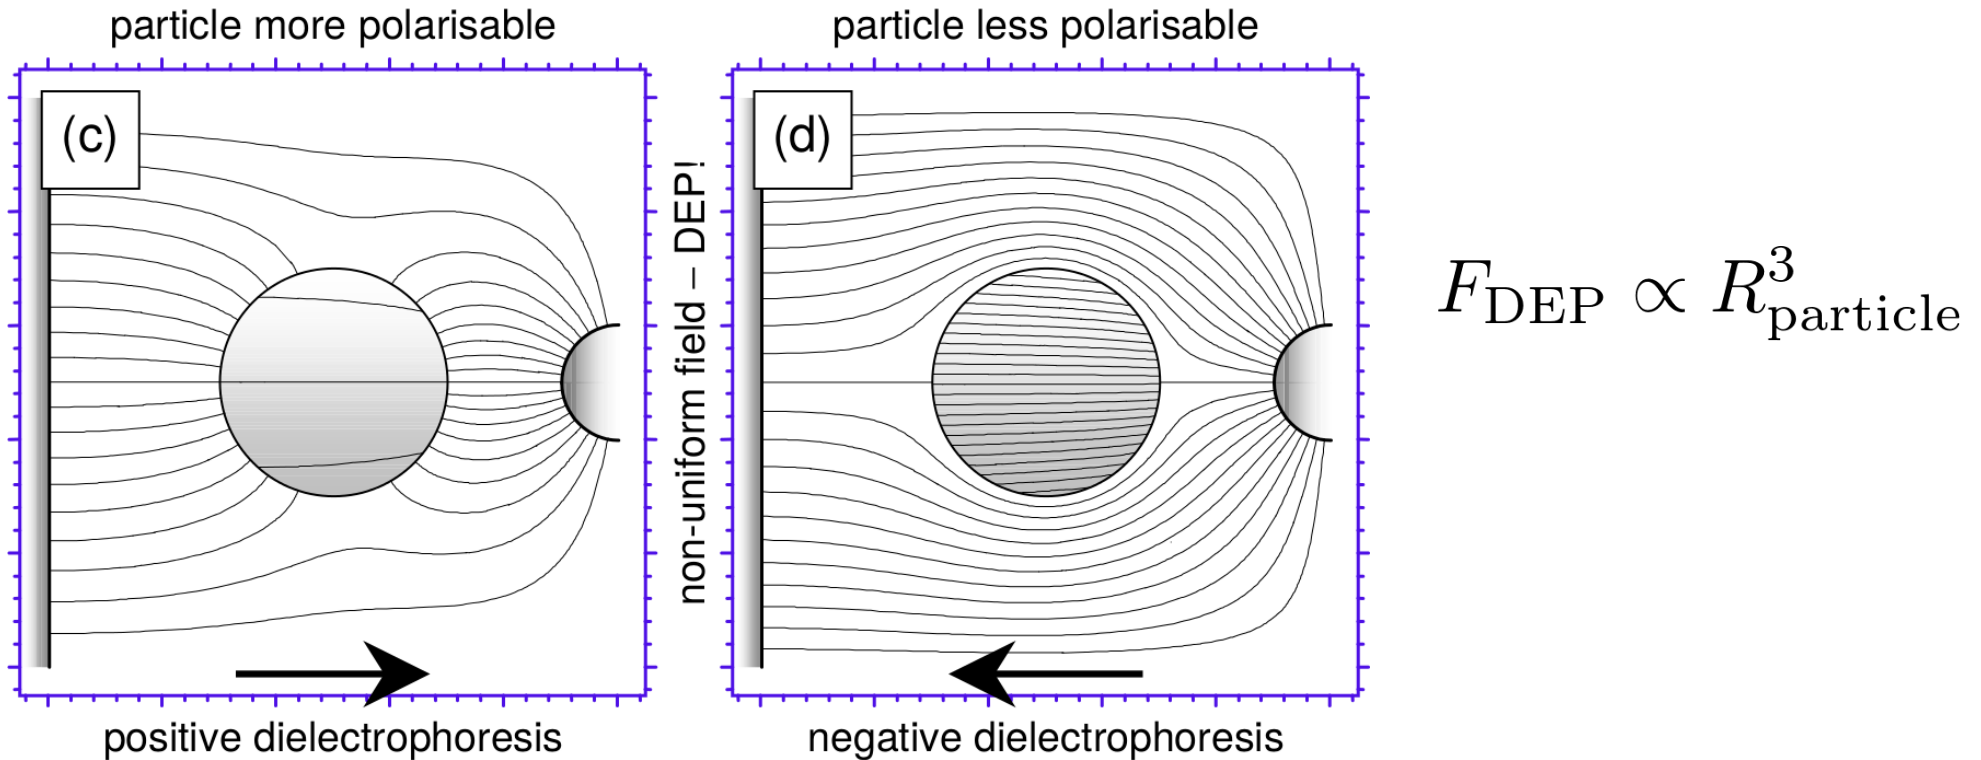 particle more polarisable
(c)
positive dielectrophoresis
non-uniform field – DEP!
particle less polarisable
(d)
negative dielectrophoresis
F_DEP ∝ R³_particle